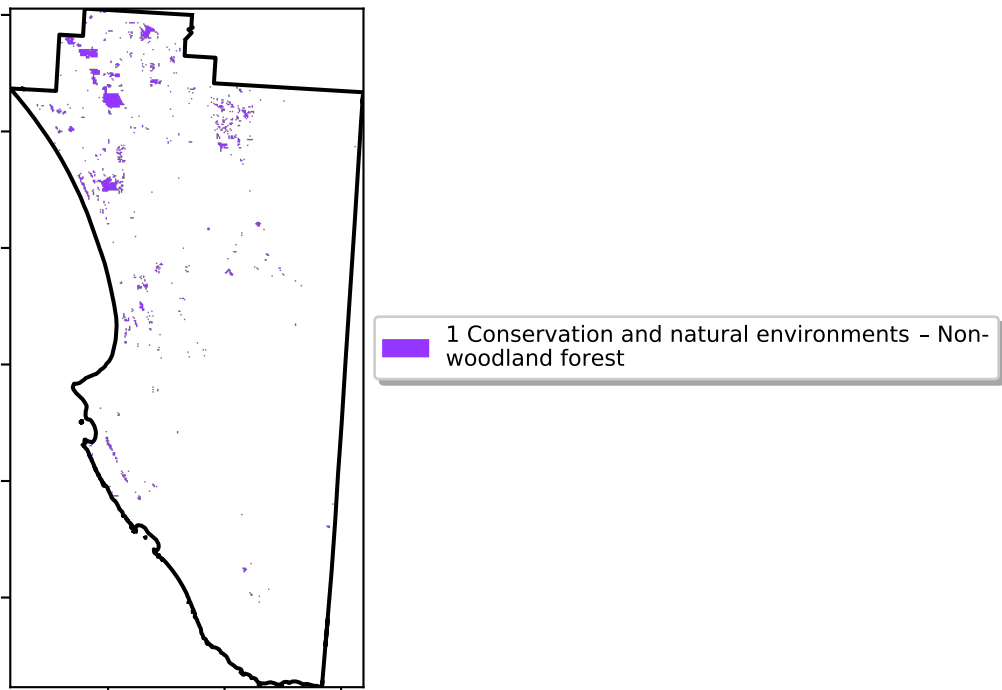 1 Conservation and natural environments – Non-
woodland forest